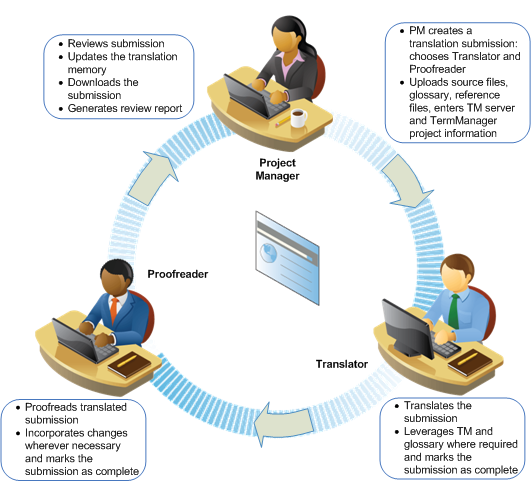 • Reviews submission
• Updates the translation
memory
• Downloads the
submission
• Generates review report
• PM creates a
translation submission:
chooses Translator and
Proofreader
• Uploads source files,
glossary, reference
files, enters TM server
and TermManager
project information
Project
Manager
Proofreader
Translator
• Proofreads translated
submission
• Incorporates changes
wherever necessary
and marks the
submission as complete
• Translates the
submission
• Leverages TM and
glossary where required
and marks the
submission as complete